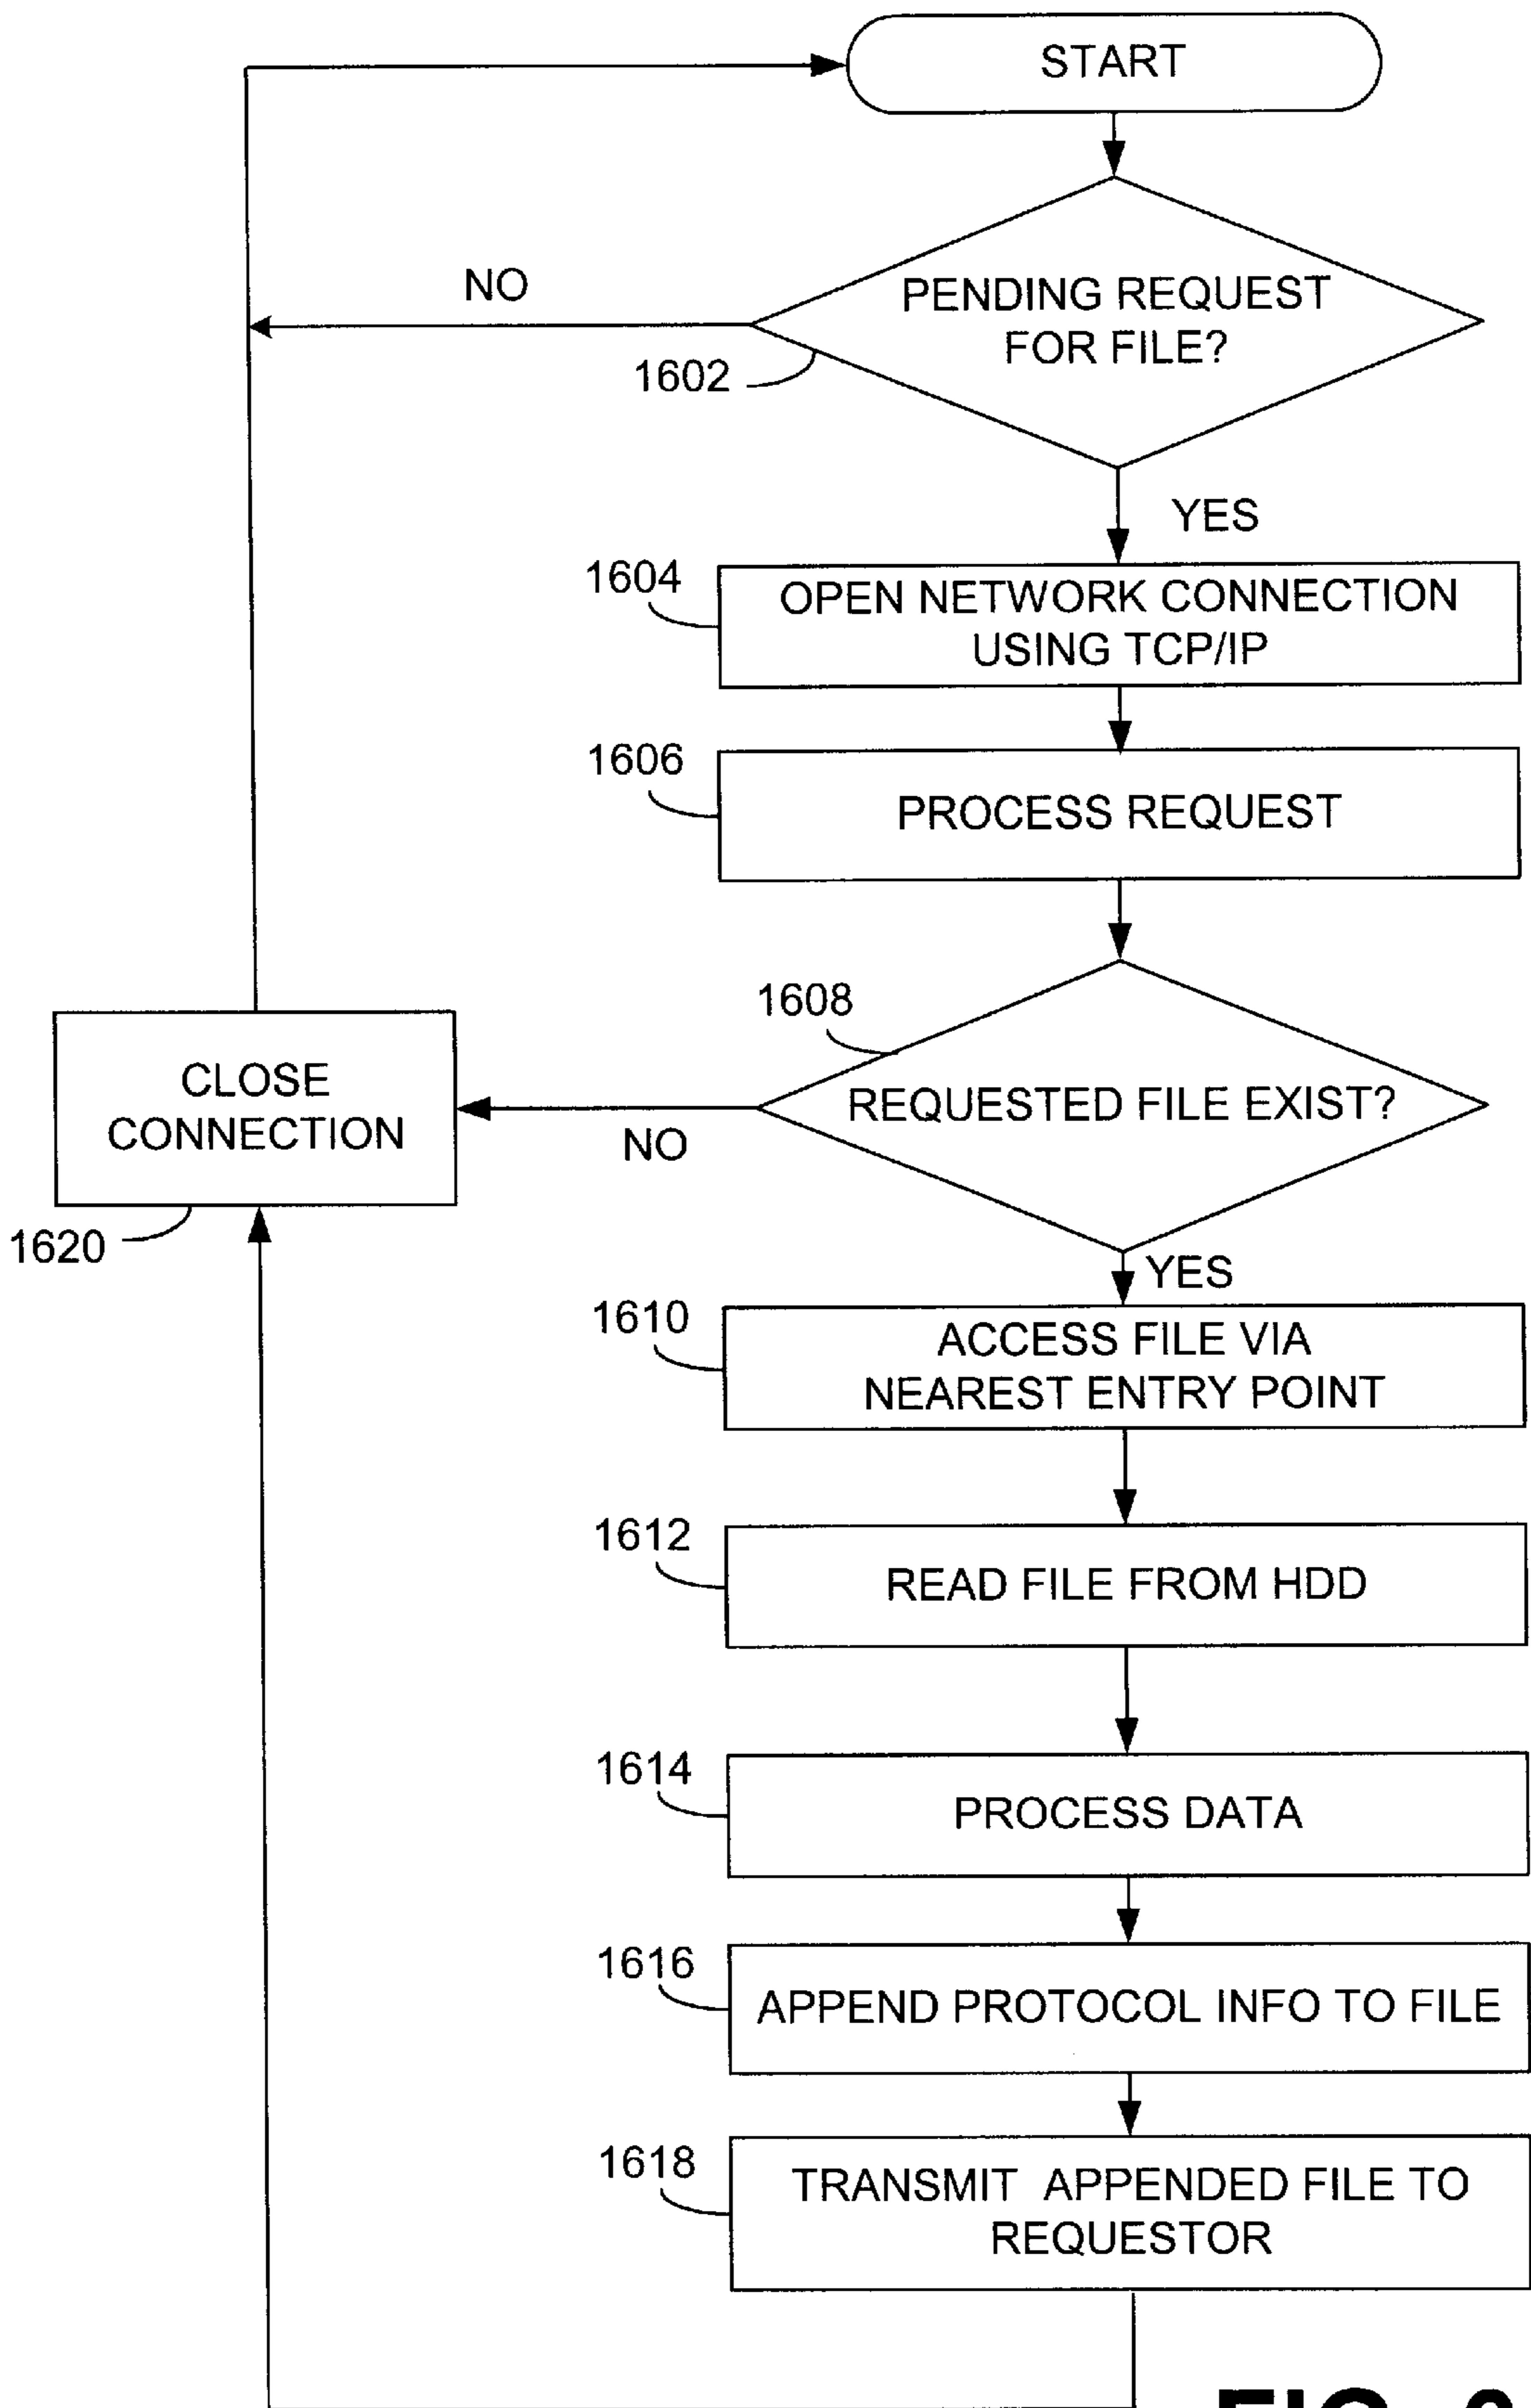 START
NO
PENDING REQUEST
FOR FILE?
1602
YES
1604
OPEN NETWORK CONNECTION
USING TCP/IP
1606
PROCESS REQUEST
1608
CLOSE
CONNECTION
REQUESTED FILE EXIST?
NO
1620
YES
1610
ACCESS FILE VIA
NEAREST ENTRY POINT
1612
READ FILE FROM HDD
1614
PROCESS DATA
1616
APPEND PROTOCOL INFO TO FILE
1618
TRANSMIT APPENDED FILE TO
REQUESTOR
FIG.